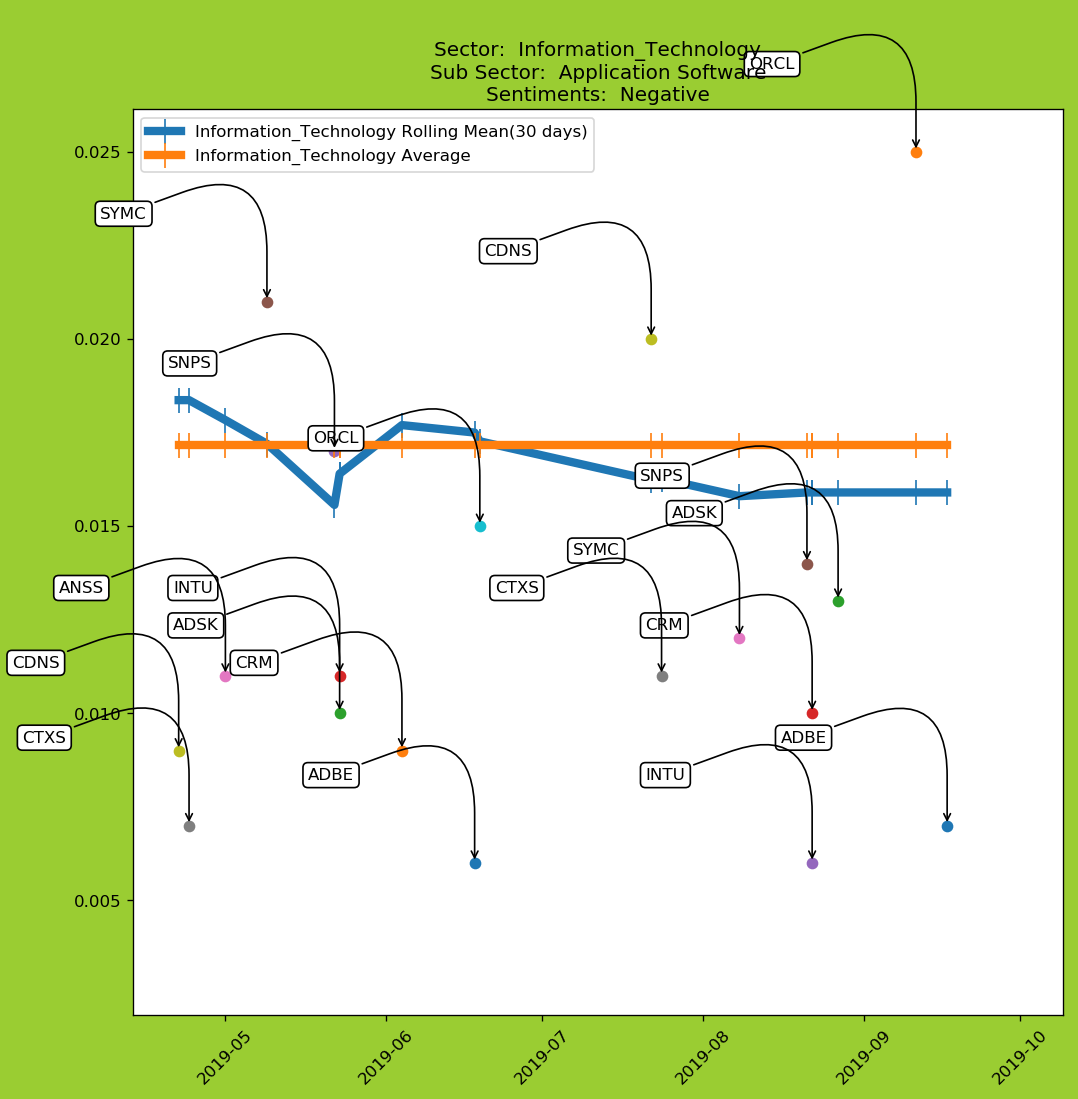 Sector:  Information_Technology
Sub Sector:  Application Software
Sentiments:  Negative
ORCL
Information_Technology Rolling Mean(30 days)
Information_Technology Average
0.025
SYMC
CDNS
0.020
SNPS
ORCL
SNPS
ADSK
0.015
SYMC
ANSS
INTU
CTXS
ADSK
CRM
CDNS
CRM
0.010
CTXS
ADBE
ADBE
INTU
0.005
2019-05
2019-06
2019-07
2019-08
2019-09
2019-10